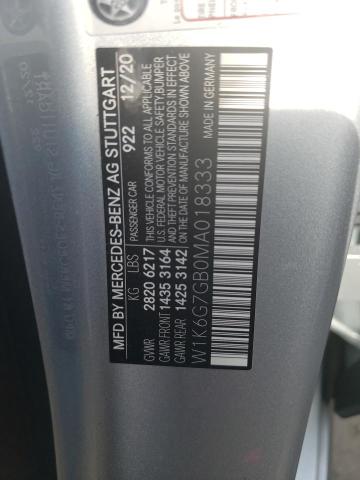 MFD BY MERCEDES-BENZ AG STUTTGART
PASSENGER CAR 922 12/20
KG LBS
GVWR 2820 6217
GAWR FRONT 1435 3164
GAWR REAR 1425 3142
THIS VEHICLE CONFORMS TO ALL APPLICABLE
U.S. FEDERAL MOTOR VEHICLE SAFETY, BUMPER
AND THEFT PREVENTION STANDARDS IN EFFECT
ON THE DATE OF MANUFACTURE SHOWN ABOVE
MADE IN GERMANY
W1K6G7GB0MA018333